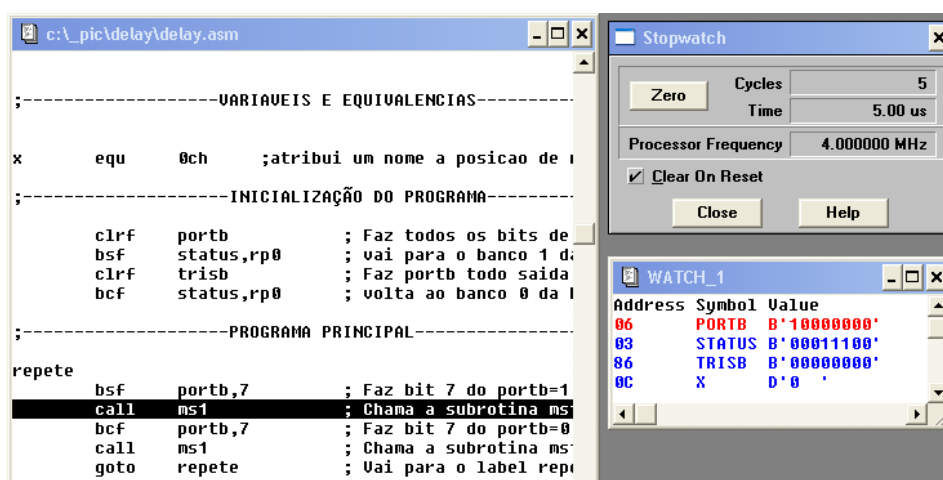 c:\_pic\delay\delay.asm
;------------------VARIAVEIS E EQUIVALENCIAS---------
x equ 0ch ;atribui um nome a posicao de
;-------------------INICIALIZAÇÃO DO PROGRAMA--------
clrf portb ; Faz todos os bits de
bsf status,rp0 ; vai para o banco 1
clrf trisb ; Faz portb todo saida
bcf status,rp0 ; volta ao banco 0 da
;-------------------PROGRAMA PRINCIPAL--------------
repete
bsf portb,7 ; Faz bit 7 do portb=1
call ms1 ; Chama a subrotina
bcf portb,7 ; Faz bit 7 do portb=0
call ms1 ; Chama a subrotina
goto repete ; Vai para o label
Stopwatch
Zero
Cycles 5
Time 5.00 us
Processor Frequency 4.000000 MHz
Clear On Reset
Close Help
WATCH_1
Address Symbol Value
06 PORTB B'10000000'
03 STATUS B'00011100'
86 TRISB B'00000000'
0C X D'0 '